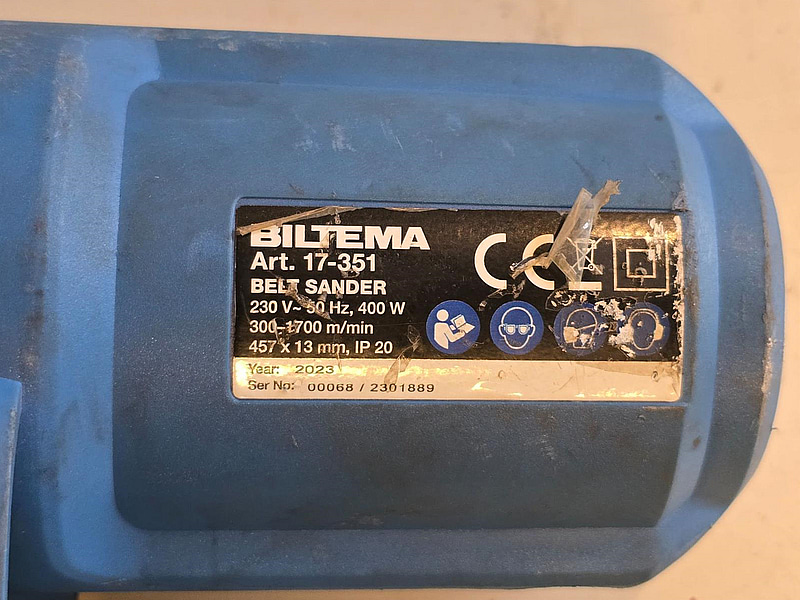 BILTEMA
Art. 17-351
BELT SANDER
230 V~ 50 Hz, 400 W
300-1700 m/min
457 x 13 mm, IP 20
CE
Year: 2023
Ser No: 00068 / 2301889